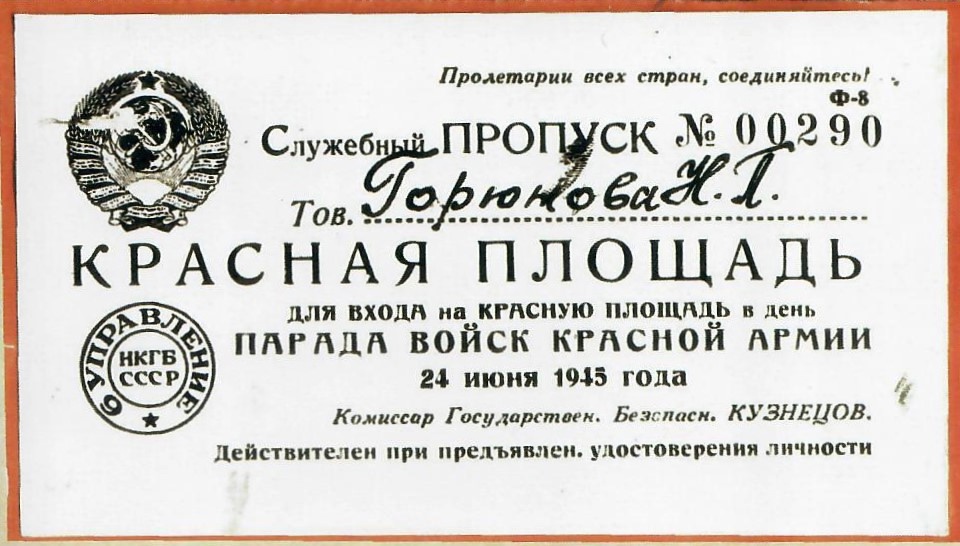 Пролетарии всех стран, соединяйтесь!
Ф-8
Служебный ПРОПУСК № 00290
Тов. Горюнова Н. П.
КРАСНАЯ ПЛОЩАДЬ
для входа на КРАСНУЮ ПЛОЩАДЬ в день
ПАРАДА ВОЙСК КРАСНОЙ АРМИИ
24 июня 1945 года
6 УПРАВЛЕНИЕ
НКГБ
СССР
Комиссар Государствен. Безспасн. КУЗНЕЦОВ.
Действителен при предъявлен. удостоверения личности